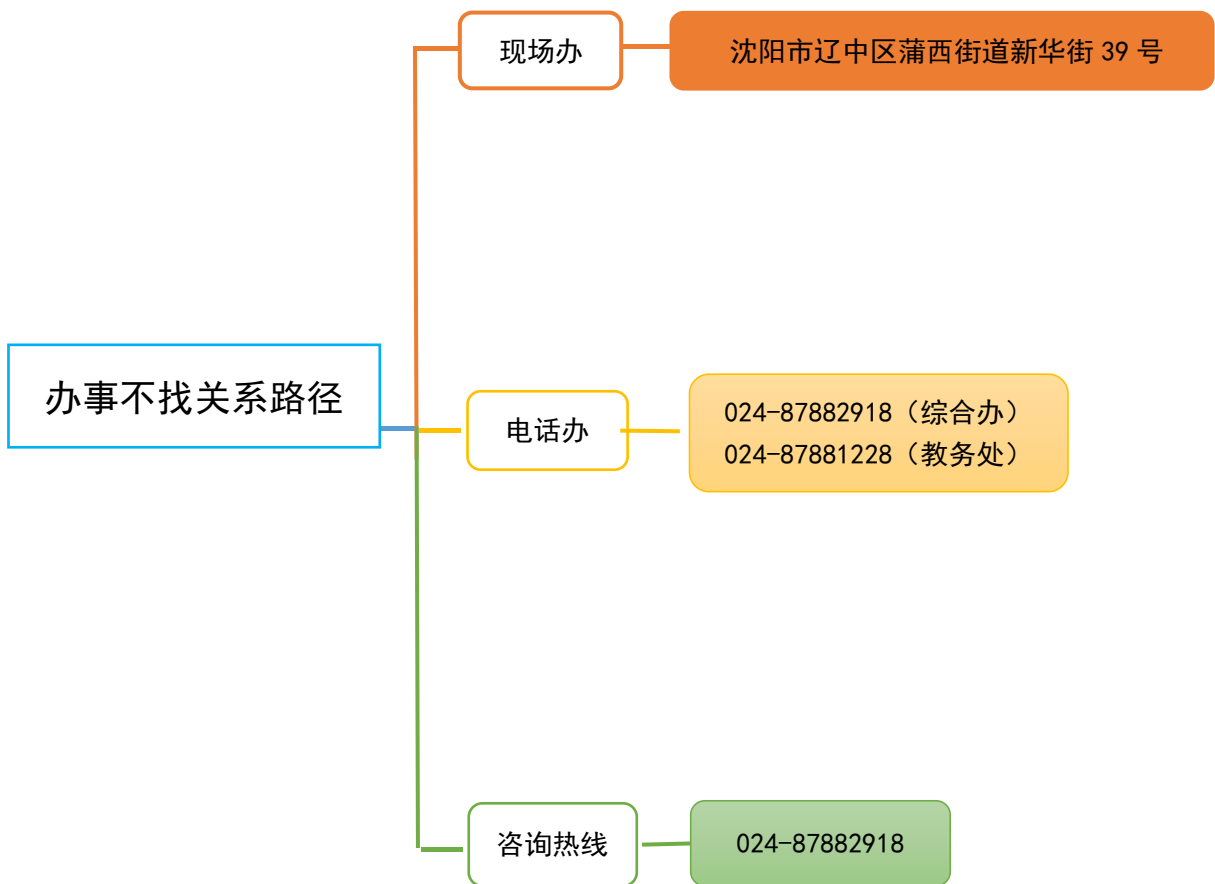 现场办
沈阳市辽中区蒲西街道新华街 39 号
办事不找关系路径
电话办
024-87882918（综合办）
024-87881228（教务处）
咨询热线
024-87882918